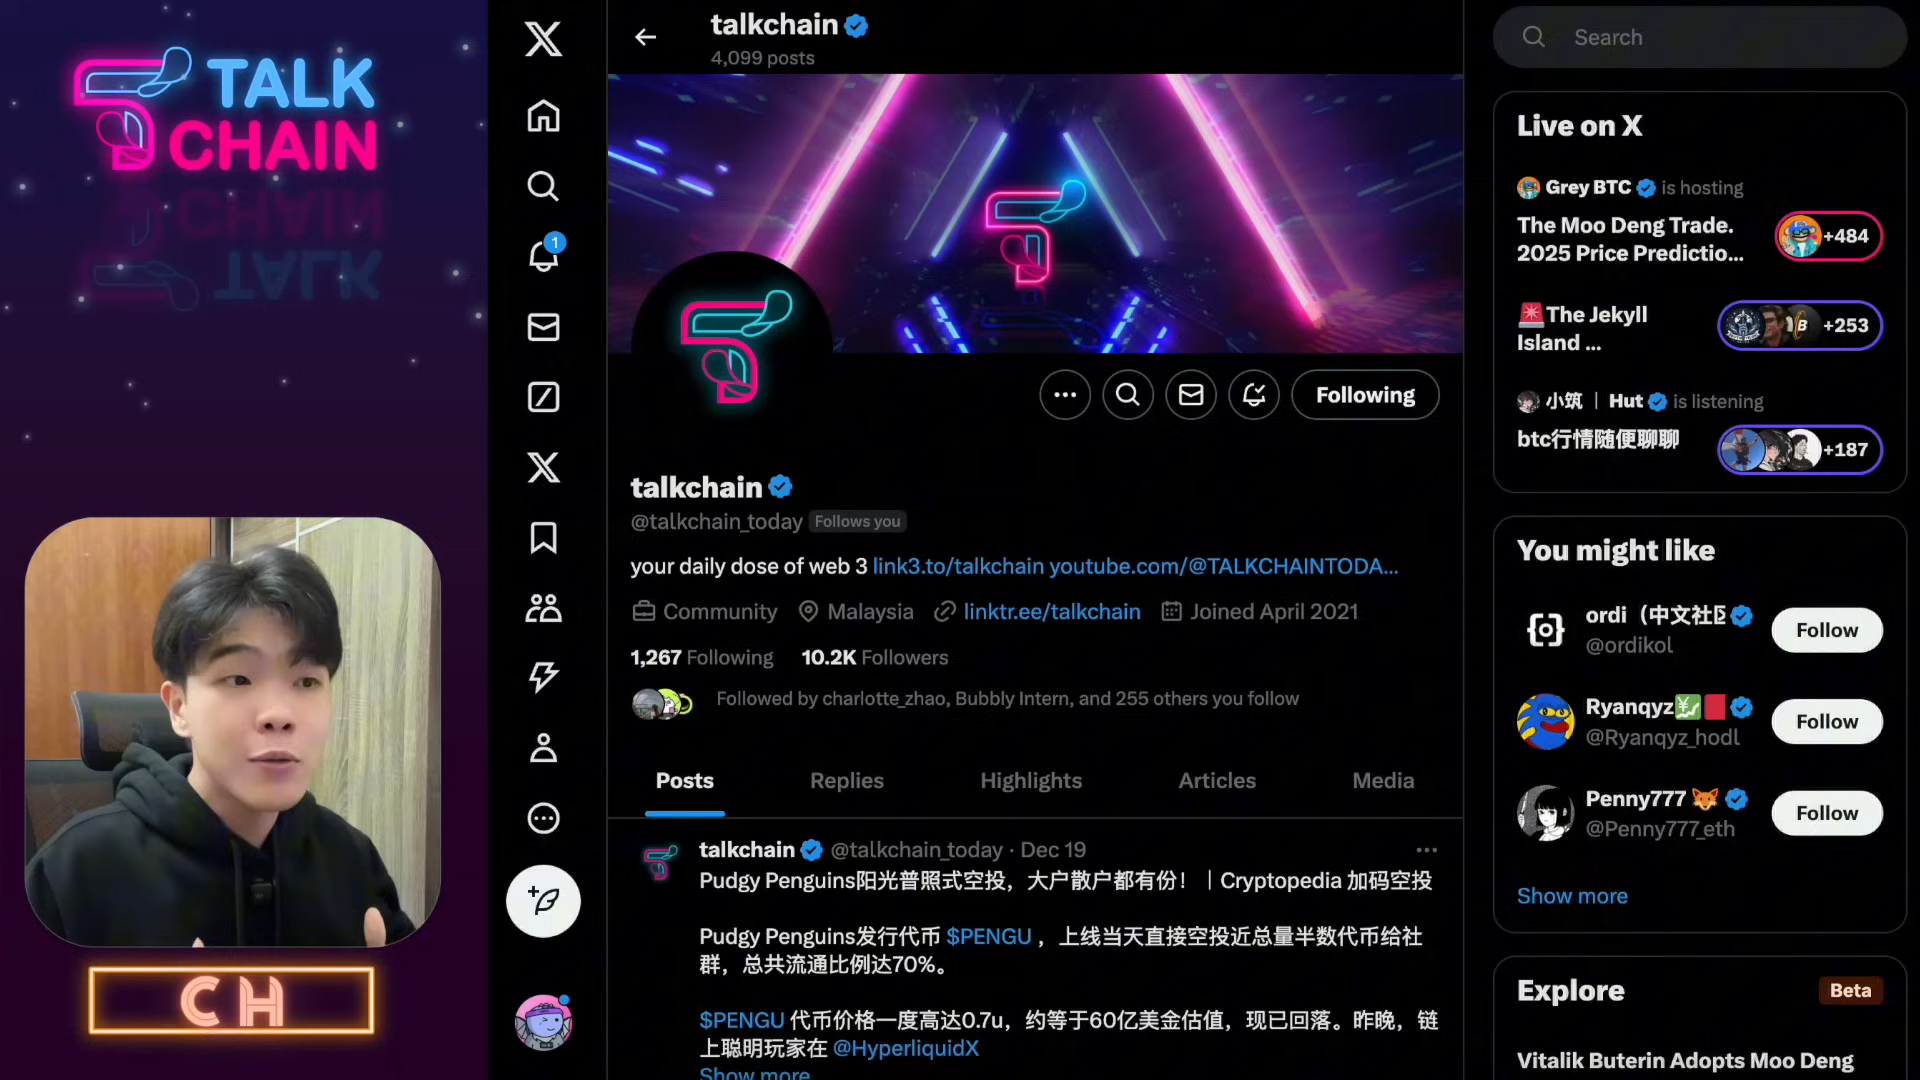 TALK
CHAIN
CH
talkchain
4,099 posts
Following
talkchain
@talkchain_today Follows you
your daily dose of web 3 link3.to/talkchain youtube.com/@TALKCHAINTODA...
Community Malaysia linktr.ee/talkchain Joined April 2021
1,267 Following 10.2K Followers
Followed by charlotte_zhao, Bubbly Intern, and 255 others you follow
Posts Replies Highlights Articles Media
talkchain @talkchain_today · Dec 19
Pudgy Penguins阳光普照式空投，大户散户都有份！｜Cryptopedia 加码空投
Pudgy Penguins发行代币 $PENGU ，上线当天直接空投近总量半数代币给社
群，总共流通比例达70%。
$PENGU 代币价格一度高达0.7u，约等于60亿美金估值，现已回落。昨晚，链
上聪明玩家在 @HyperliquidX
Show more
1
Search
Live on X
Grey BTC is hosting
The Moo Deng Trade.
2025 Price Predictio...
+484
🚨The Jekyll
Island ...
+253
小筑 | Hut is listening
btc行情随便聊聊
+187
You might like
ordi（中文社区
@ordikol
Follow
Ryanqyz💹🟥
@Ryanqyz_hodl
Follow
Penny777 🦊
@Penny777_eth
Follow
Show more
Explore
Beta
Vitalik Buterin Adopts Moo Deng